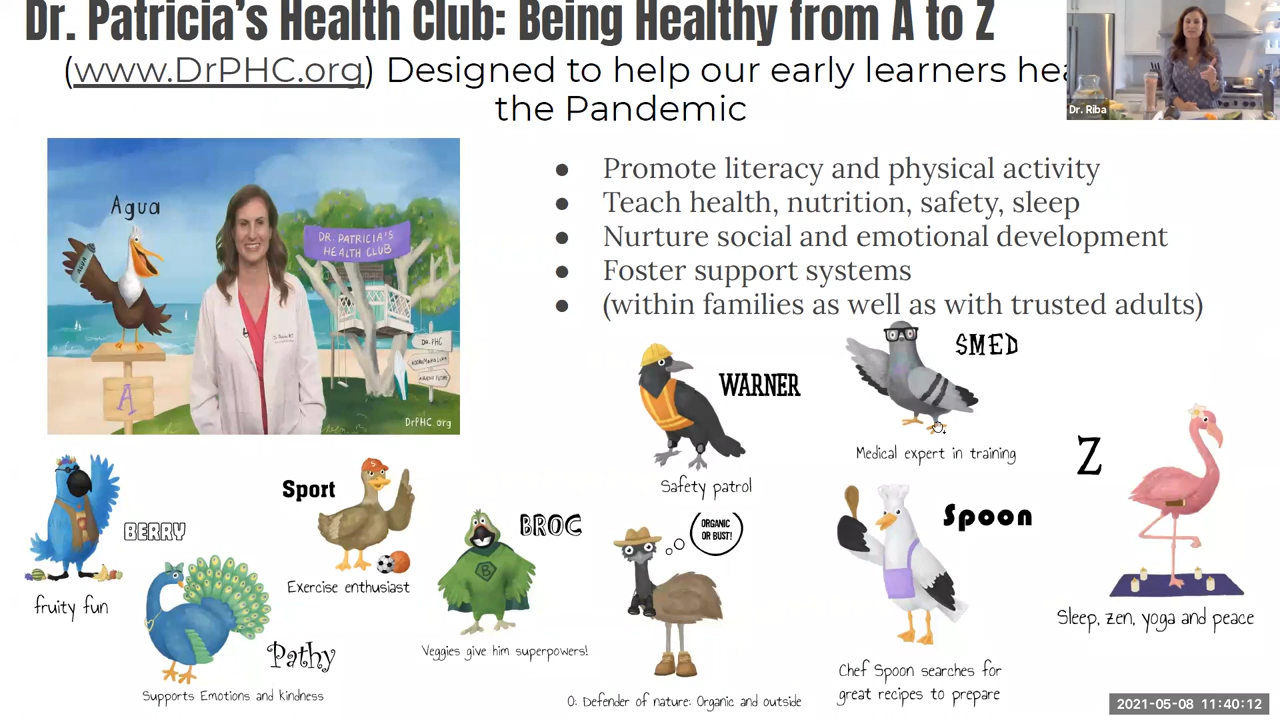 Dr. Patricia's Health Club: Being Healthy from A to Z
(www.DrPHC.org) Designed to help our early learners hea
the Pandemic
Dr. Riba
Agua
AGUA
DR. PATRICIA'S
HEALTH CLUB
DR. PHC
A
DrPHC.org
● Promote literacy and physical activity
● Teach health, nutrition, safety, sleep
● Nurture social and emotional development
● Foster support systems
● (within families as well as with trusted adults)
WARNER
Safety patrol
SMED
Medical expert in training
Z
Sleep, zen, yoga and peace
BERRY
fruity fun
Sport
Exercise enthusiast
BROC
B
Veggies give him superpowers!
ORGANIC
OR BUST!
O: Defender of nature: Organic and outside
Spoon
Chef Spoon searches for
great recipes to prepare
Pathy
Supports Emotions and kindness
2021-05-08 11:40:12